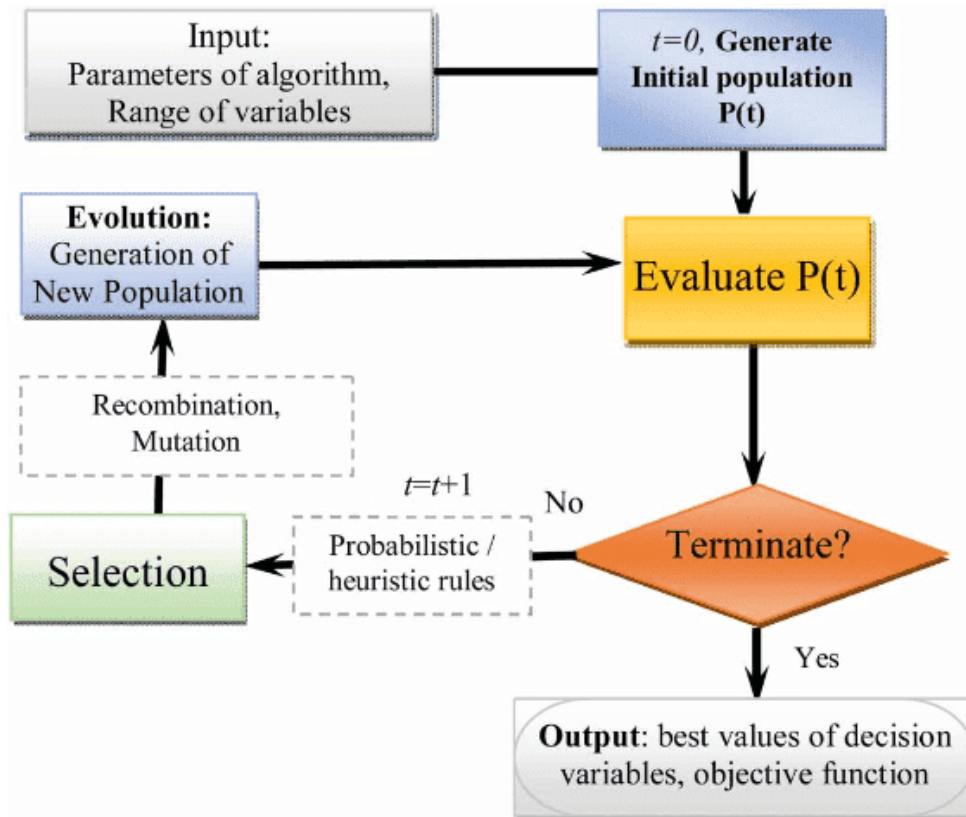 Input:
Parameters of algorithm,
Range of variables
t=0, Generate
Initial population
P(t)
Evolution:
Generation of
New Population
Evaluate P(t)
Recombination,
Mutation
t=t+1
No
Terminate?
Probabilistic /
heuristic rules
Selection
Yes
Output: best values of decision
variables, objective function